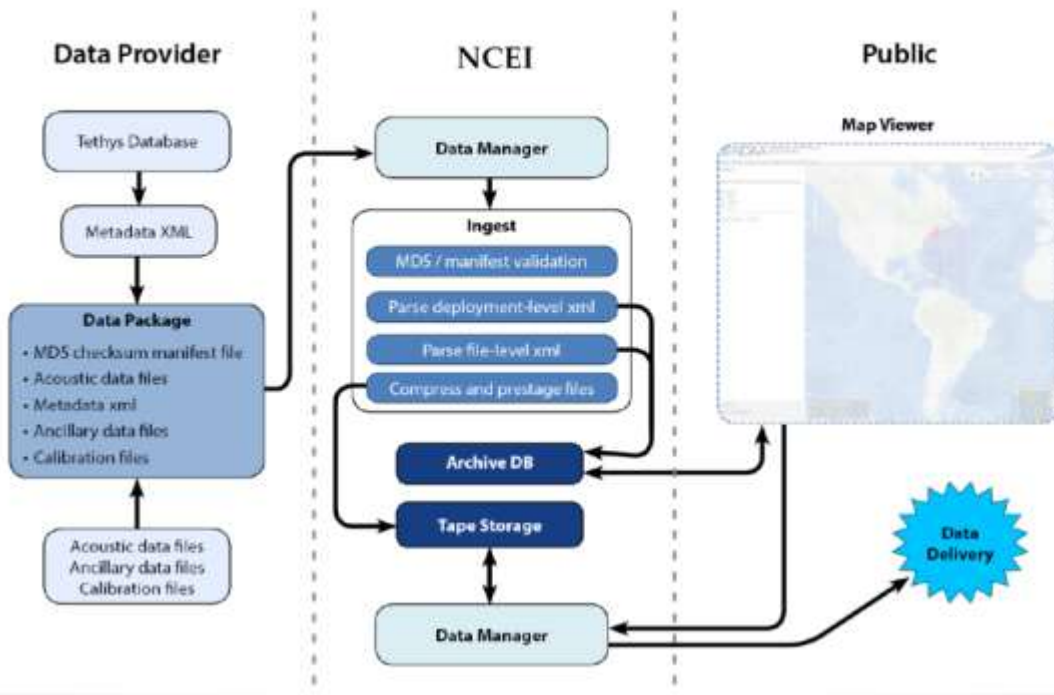 Data Provider
NCEI
Public
Tethys Database
Metadata XML
Data Package
• MD5 checksum manifest file
• Acoustic data files
• Metadata xml
• Ancillary data files
• Calibration files
Acoustic data files
Ancillary data files
Calibration files
Data Manager
Ingest
MD5 / manifest validation
Parse deployment-level xml
Parse file-level xml
Compress and prestage files
Archive DB
Tape Storage
Data Manager
Map Viewer
Data
Delivery